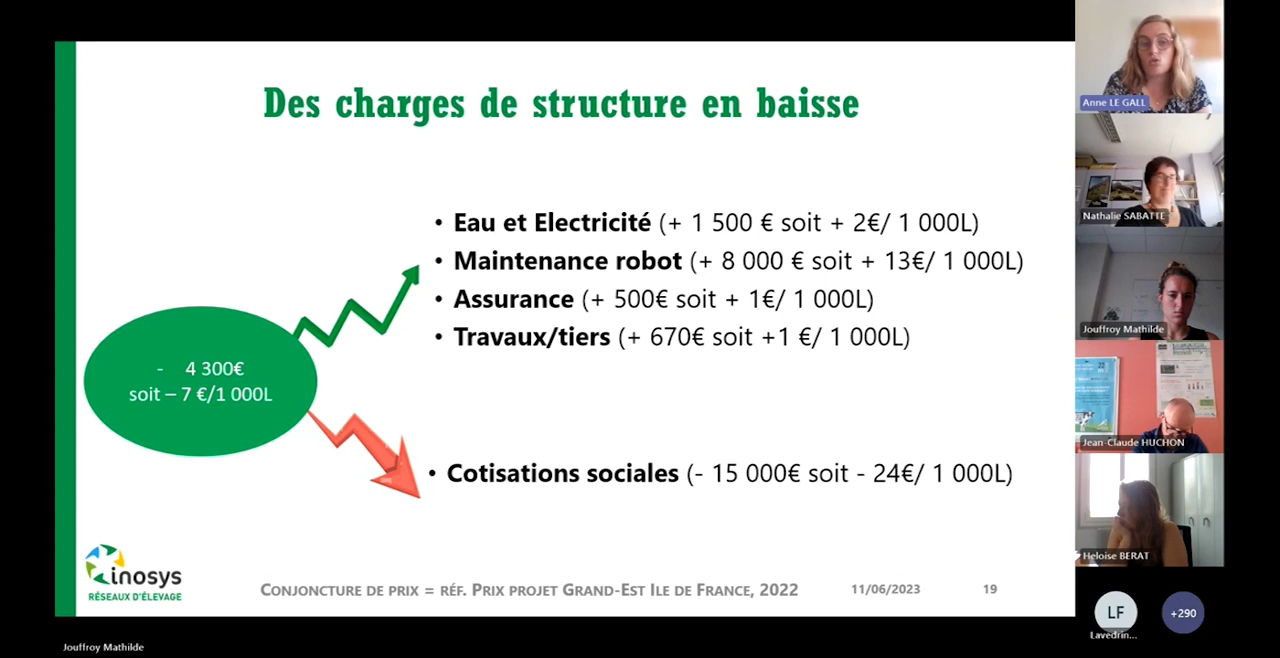 Des charges de structure en baisse
• Eau et Electricité (+ 1 500 € soit + 2€/ 1 000L)
• Maintenance robot (+ 8 000 € soit + 13€/ 1 000L)
• Assurance (+ 500€ soit + 1€/ 1 000L)
• Travaux/tiers (+ 670€ soit +1 €/ 1 000L)
- 4 300€
soit – 7 €/1 000L
• Cotisations sociales (- 15 000€ soit - 24€/ 1 000L)
inosys
RÉSEAUX D'ÉLEVAGE
CONJONCTURE DE PRIX = RÉF. PRIX PROJET GRAND-EST ILE DE FRANCE, 2022
11/06/2023
19
Anne LE GALL
Nathalie SABATTE
Jouffroy Mathilde
Jean-Claude HUCHON
Heloise BERAT
LF
+290
Lavedrin...
Jouffroy Mathilde